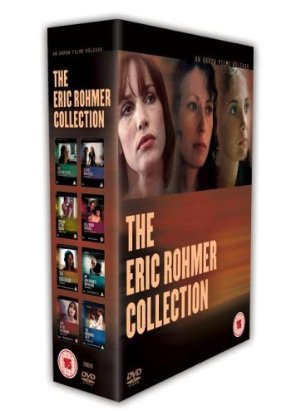 AN ARROW FILMS RELEASE
THE
ERIC ROHMER
COLLECTION
15
DVD
AN ARROW FILMS RELEASE
THE
ERIC ROHMER
COLLECTION
DVD
15